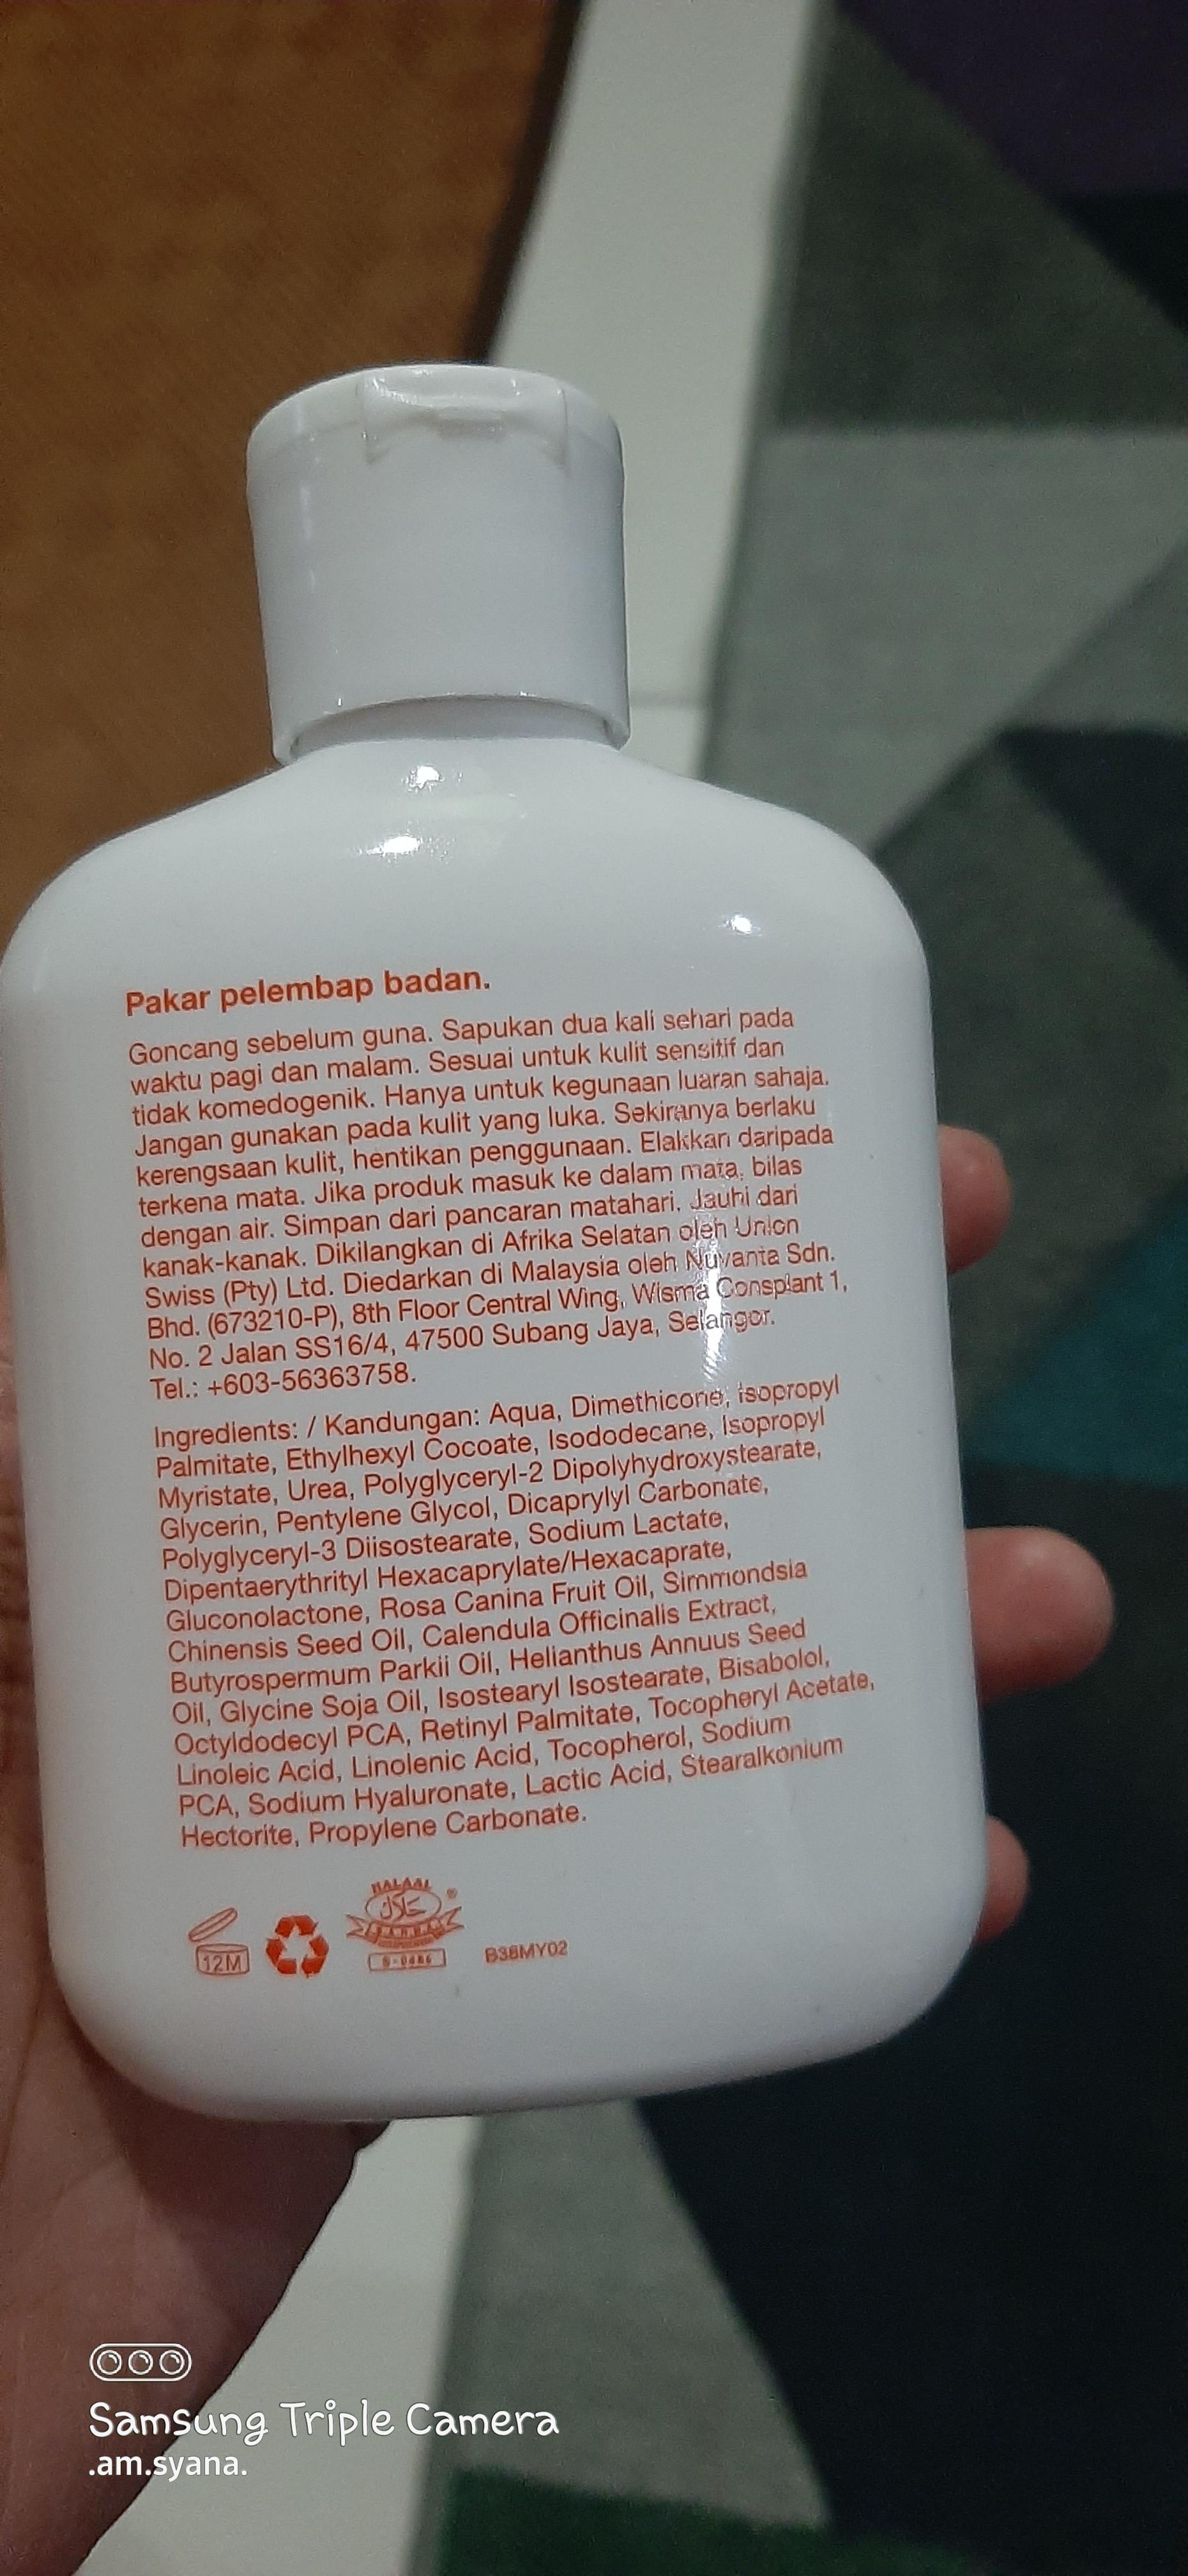 Pakar pelembap badan.
Goncang sebelum guna. Sapukan dua kali sehari pada
waktu pagi dan malam. Sesuai untuk kulit sensitif dan
tidak komedogenik. Hanya untuk kegunaan luaran sahaja.
Jangan gunakan pada kulit yang luka. Sekiranya berlaku
kerengsaan kulit, hentikan penggunaan. Elakkan daripada
terkena mata. Jika produk masuk ke dalam mata, bilas
dengan air. Simpan dari pancaran matahari. Jauhi dari
kanak-kanak. Dikilangkan di Afrika Selatan oleh Union
Swiss (Pty) Ltd. Diedarkan di Malaysia oleh Nuvanta Sdn.
Bhd. (673210-P), 8th Floor Central Wing, Wisma Consplant 1,
No. 2 Jalan SS16/4, 47500 Subang Jaya, Selangor.
Tel.: +603-56363758.
Ingredients: / Kandungan: Aqua, Dimethicone, Isopropyl
Palmitate, Ethylhexyl Cocoate, Isododecane, Isopropyl
Myristate, Urea, Polyglyceryl-2 Dipolyhydroxystearate,
Glycerin, Pentylene Glycol, Dicaprylyl Carbonate,
Polyglyceryl-3 Diisostearate, Sodium Lactate,
Dipentaerythrityl Hexacaprylate/Hexacaprate,
Gluconolactone, Rosa Canina Fruit Oil, Simmondsia
Chinensis Seed Oil, Calendula Officinalis Extract,
Butyrospermum Parkii Oil, Helianthus Annuus Seed
Oil, Glycine Soja Oil, Isostearyl Isostearate, Bisabolol,
Octyldodecyl PCA, Retinyl Palmitate, Tocopheryl Acetate,
Linoleic Acid, Linolenic Acid, Tocopherol, Sodium
PCA, Sodium Hyaluronate, Lactic Acid, Stearalkonium
Hectorite, Propylene Carbonate.
HALAAL
حلال
12M
B38MY02
Samsung Triple Camera
.am.syana.